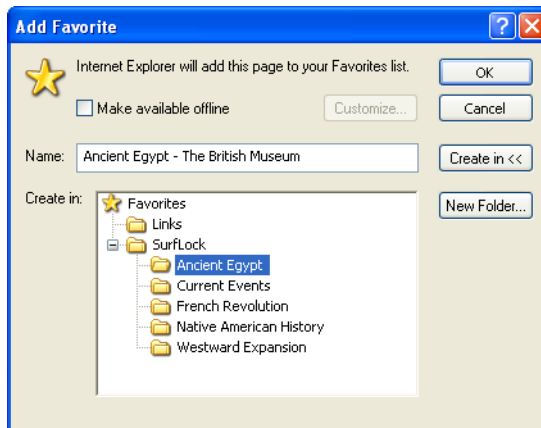 Add Favorite
Internet Explorer will add this page to your Favorites list.
OK
Make available offline
Customize...
Cancel
Name: Ancient Egypt - The British Museum
Create in <<
Create in:
Favorites
New Folder...
Links
SurfLock
Ancient Egypt
Current Events
French Revolution
Native American History
Westward Expansion